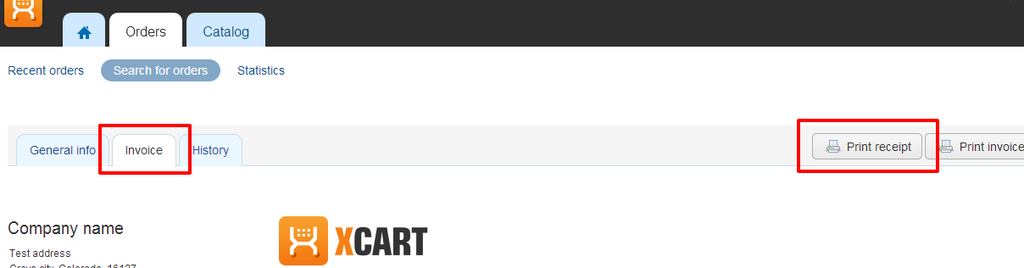 Orders Catalog
Recent orders Search for orders Statistics
General info Invoice History Print receipt Print invoice
Company name
XCART
Test address